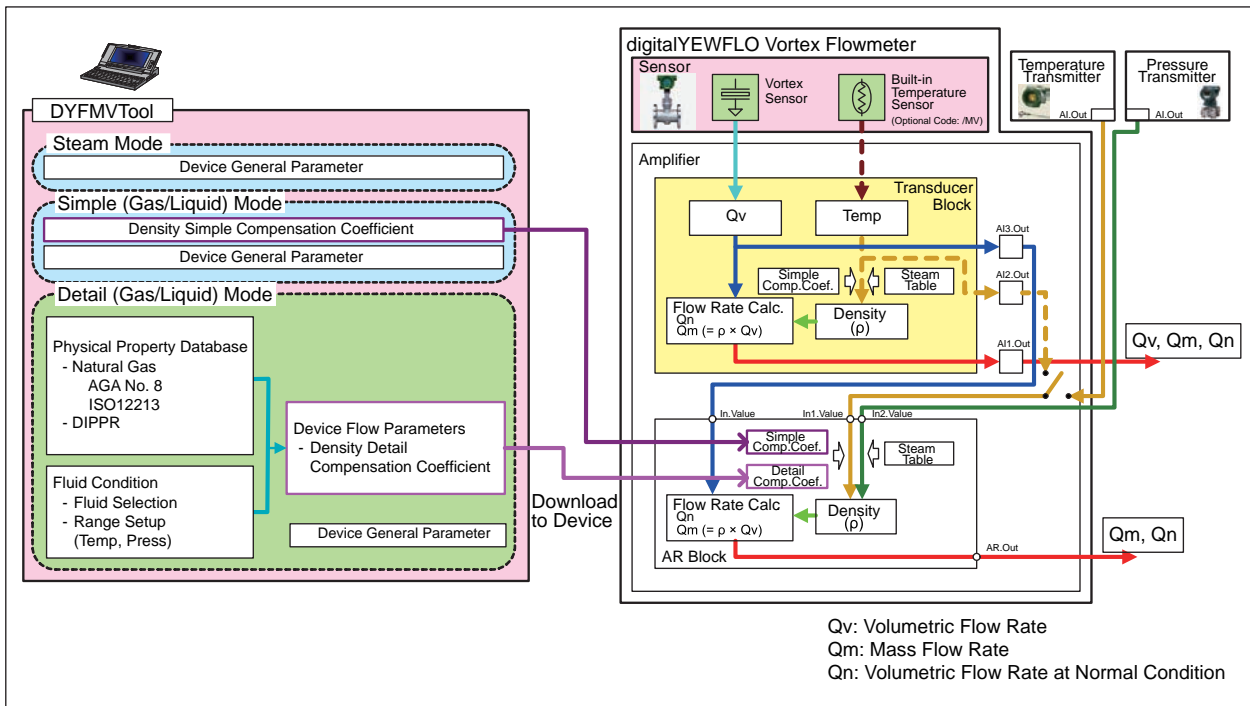 DYFMVTool
Steam Mode
Device General Parameter
Simple (Gas/Liquid) Mode
Density Simple Compensation Coefficient
Device General Parameter
Detail (Gas/Liquid) Mode
Physical Property Database
- Natural Gas
AGA No. 8
ISO12213
- DIPPR
Fluid Condition
- Fluid Selection
- Range Setup
(Temp, Press)
Device Flow Parameters
- Density Detail
Compensation Coefficient
Device General Parameter
Download
to Device
digitalYEWFLO Vortex Flowmeter
Sensor
Vortex
Sensor
Built-in
Temperature
Sensor
(Optional Code: /MV)
Temperature
Transmitter
AI.Out
Pressure
Transmitter
AI.Out
Amplifier
Transducer
Block
Qv
Temp
AI3.Out
Simple
Comp.Coef.
Steam
Table
AI2.Out
Flow Rate Calc.
Qn
Qm (= ρ × Qv)
Density
(ρ)
AI1.Out
Qv, Qm, Qn
In.Value
In1.Value
In2.Value
Simple
Comp.Coef.
Steam
Table
Detail
Comp.Coef.
Flow Rate Calc
Qn
Qm (= ρ × Qv)
Density
(ρ)
AR Block
AR.Out
Qm, Qn
Qv: Volumetric Flow Rate
Qm: Mass Flow Rate
Qn: Volumetric Flow Rate at Normal Condition